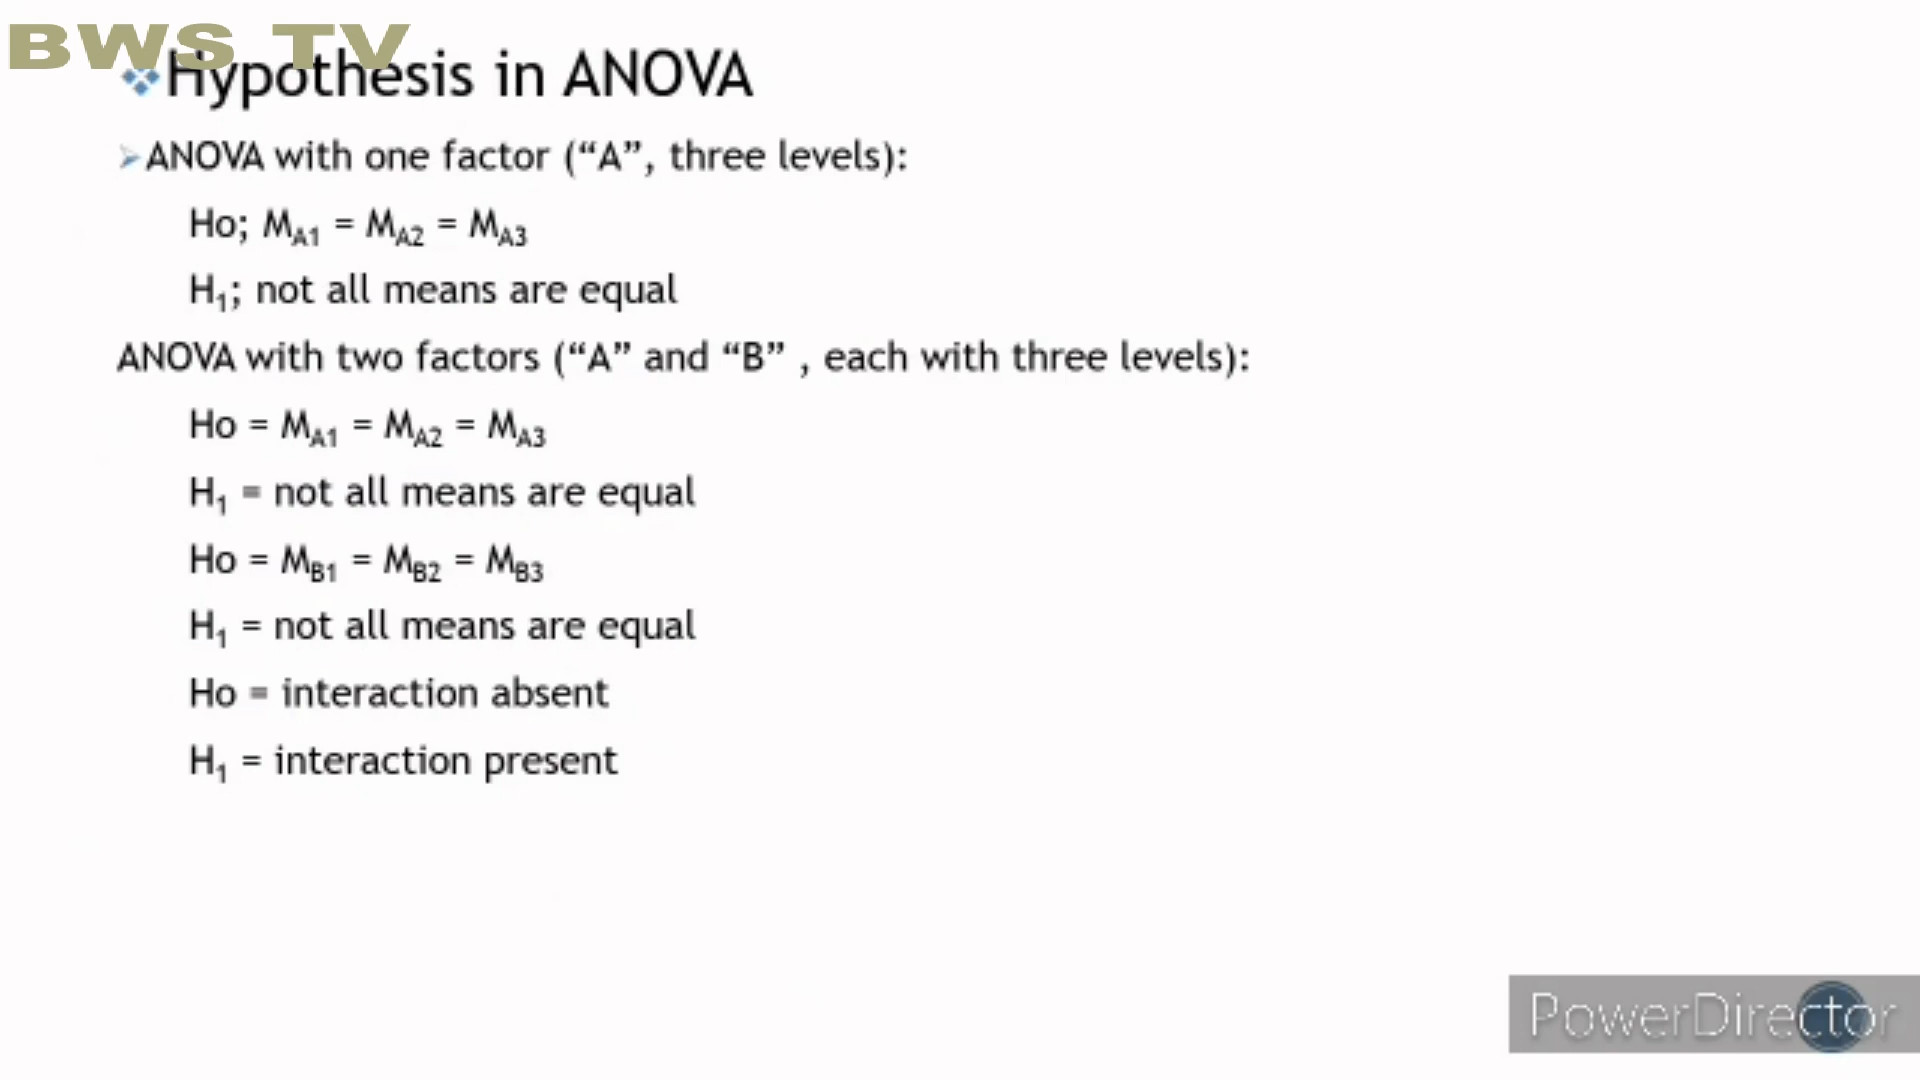 BWS TV
Hypothesis in ANOVA
ANOVA with one factor (“A”, three levels):
Ho; MA1 = MA2 = MA3
H1; not all means are equal
ANOVA with two factors (“A” and “B” , each with three levels):
Ho = MA1 = MA2 = MA3
H1 = not all means are equal
Ho = MB1 = MB2 = MB3
H1 = not all means are equal
Ho = interaction absent
H1 = interaction present
PowerDirector